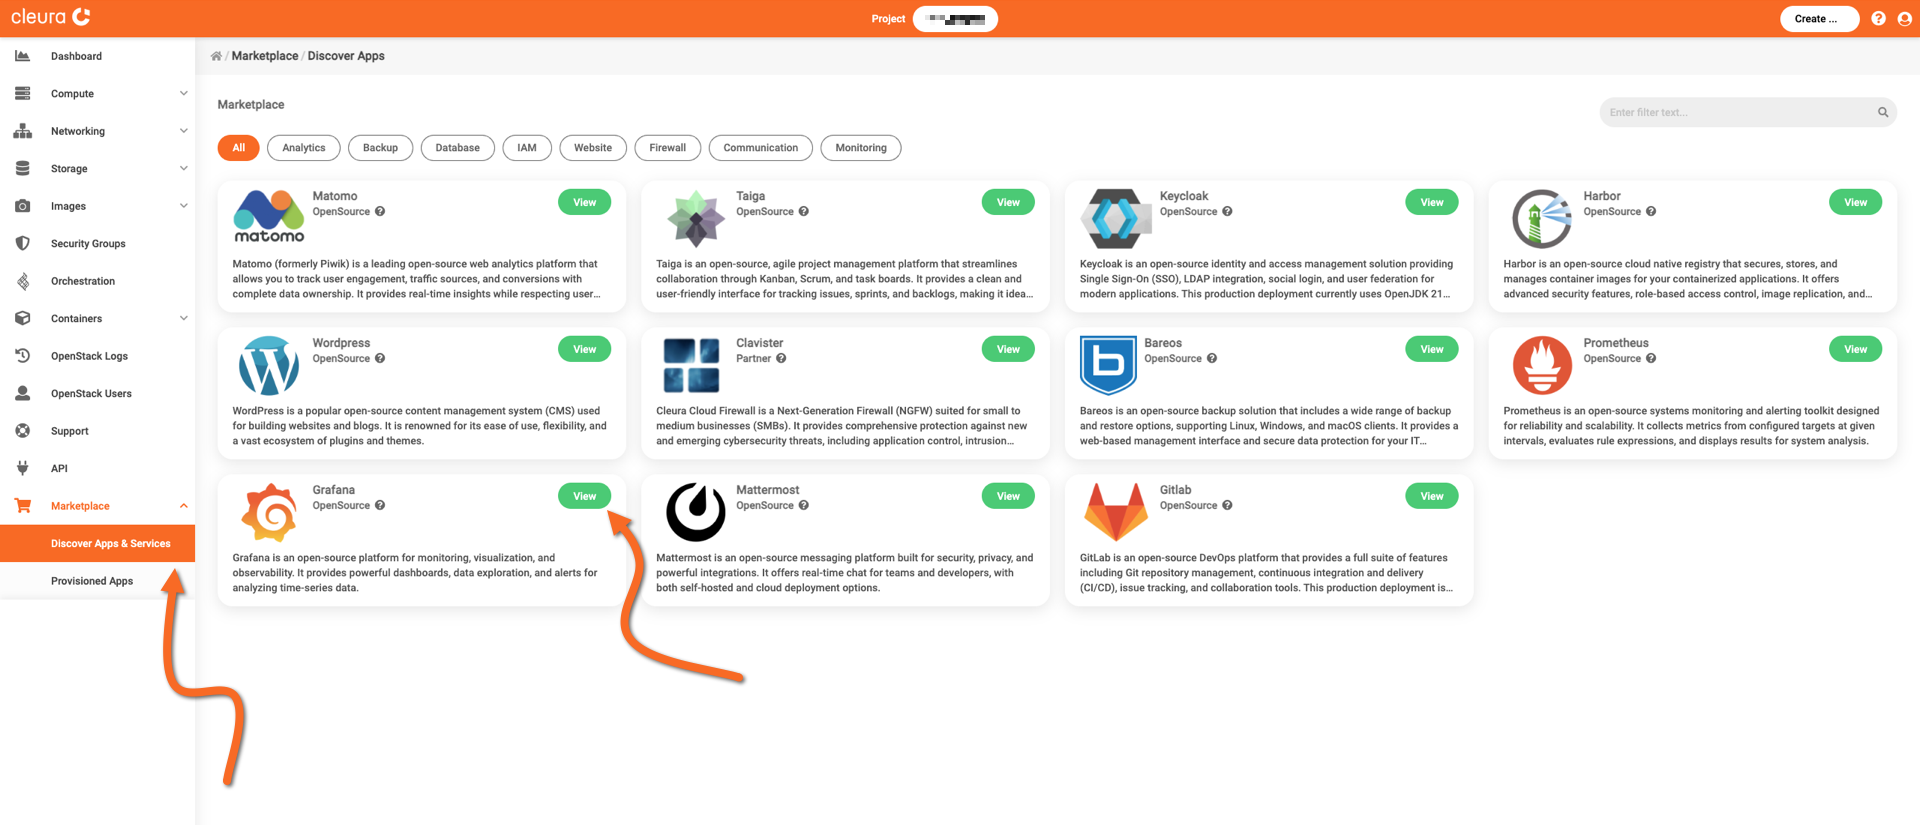 cleura
Project
Create ...
Dashboard
Compute
Networking
Storage
Images
Security Groups
Orchestration
Containers
OpenStack Logs
OpenStack Users
Support
API
Marketplace
Discover Apps & Services
Provisioned Apps
/ Marketplace / Discover Apps
Marketplace
Enter filter text...
All Analytics Backup Database IAM Website Firewall Communication Monitoring
matomo
Matomo
OpenSource
View
Matomo (formerly Piwik) is a leading open-source web analytics platform that
allows you to track user engagement, traffic sources, and conversions with
complete data ownership. It provides real-time insights while respecting user...
Taiga
OpenSource
View
Taiga is an open-source, agile project management platform that streamlines
collaboration through Kanban, Scrum, and task boards. It provides a clean and
user-friendly interface for tracking issues, sprints, and backlogs, making it idea...
Keycloak
OpenSource
View
Keycloak is an open-source identity and access management solution providing
Single Sign-On (SSO), LDAP integration, social login, and user federation for
modern applications. This production deployment currently uses OpenJDK 21...
Harbor
OpenSource
View
Harbor is an open-source cloud native registry that secures, stores, and
manages container images for your containerized applications. It offers
advanced security features, role-based access control, image replication, and...
Wordpress
OpenSource
View
WordPress is a popular open-source content management system (CMS) used
for building websites and blogs. It is renowned for its ease of use, flexibility, and
a vast ecosystem of plugins and themes.
Clavister
Partner
View
Cleura Cloud Firewall is a Next-Generation Firewall (NGFW) suited for small to
medium businesses (SMBs). It provides comprehensive protection against new
and emerging cybersecurity threats, including application control, intrusion...
Bareos
OpenSource
View
Bareos is an open-source backup solution that includes a wide range of backup
and restore options, supporting Linux, Windows, and macOS clients. It provides a
web-based management interface and secure data protection for your IT...
Prometheus
OpenSource
View
Prometheus is an open-source systems monitoring and alerting toolkit designed
for reliability and scalability. It collects metrics from configured targets at given
intervals, evaluates rule expressions, and displays results for system analysis.
Grafana
OpenSource
View
Grafana is an open-source platform for monitoring, visualization, and
observability. It provides powerful dashboards, data exploration, and alerts for
analyzing time-series data.
Mattermost
OpenSource
View
Mattermost is an open-source messaging platform built for security, privacy, and
powerful integrations. It offers real-time chat for teams and developers, with
both self-hosted and cloud deployment options.
Gitlab
OpenSource
View
GitLab is an open-source DevOps platform that provides a full suite of features
including Git repository management, continuous integration and delivery
(CI/CD), issue tracking, and collaboration tools. This production deployment is...